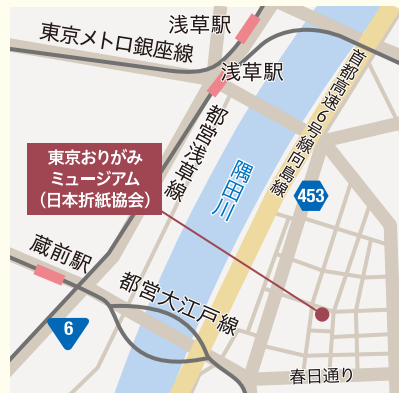 浅草駅
東京メトロ銀座線
浅草駅
首都高速6号線向島線
都営浅草線
東京おりがみ
ミュージアム
（日本折紙協会）
隅田川
453
蔵前駅
都営大江戸線
6
春日通り